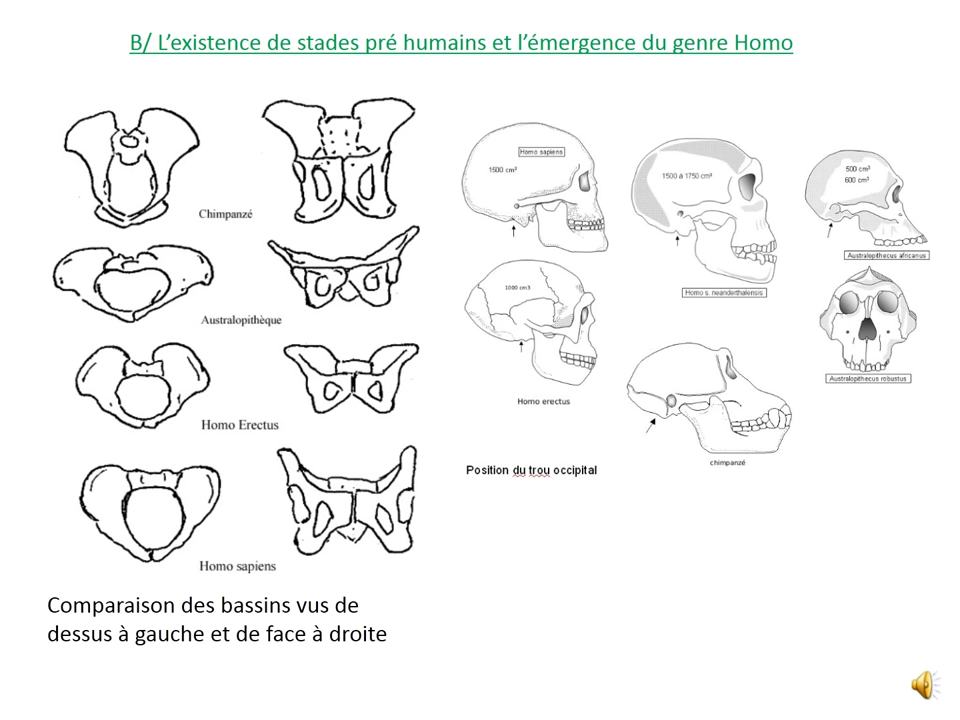 B/ L’existence de stades pré humains et l’émergence du genre Homo
Chimpanzé
Australopithèque
Homo Erectus
Homo sapiens
Comparaison des bassins vus de
dessus à gauche et de face à droite
Homo sapiens
1500 cm³
1500 à 1750 cm³
Homo s. neanderthalensis
500 cm³
600 cm³
Australopithecus africanus
1000 cm3
Homo erectus
Australopithecus robustus
chimpanzé
Position du trou occipital